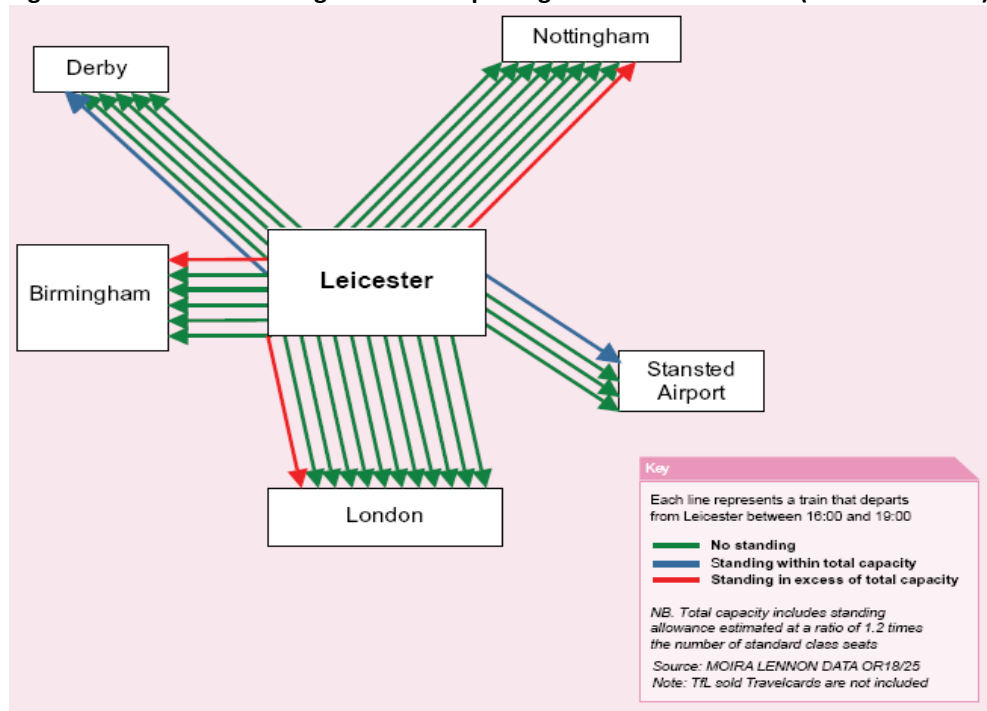 Derby
Nottingham
Birmingham
Leicester
Stansted
Airport
London
Key
Each line represents a train that departs
from Leicester between 16:00 and 19:00
No standing
Standing within total capacity
Standing in excess of total capacity
NB. Total capacity includes standing
allowance estimated at a ratio of 1.2 times
the number of standard class seats
Source: MOIRA LENNON DATA OR18/25
Note: TfL sold Travelcards are not included